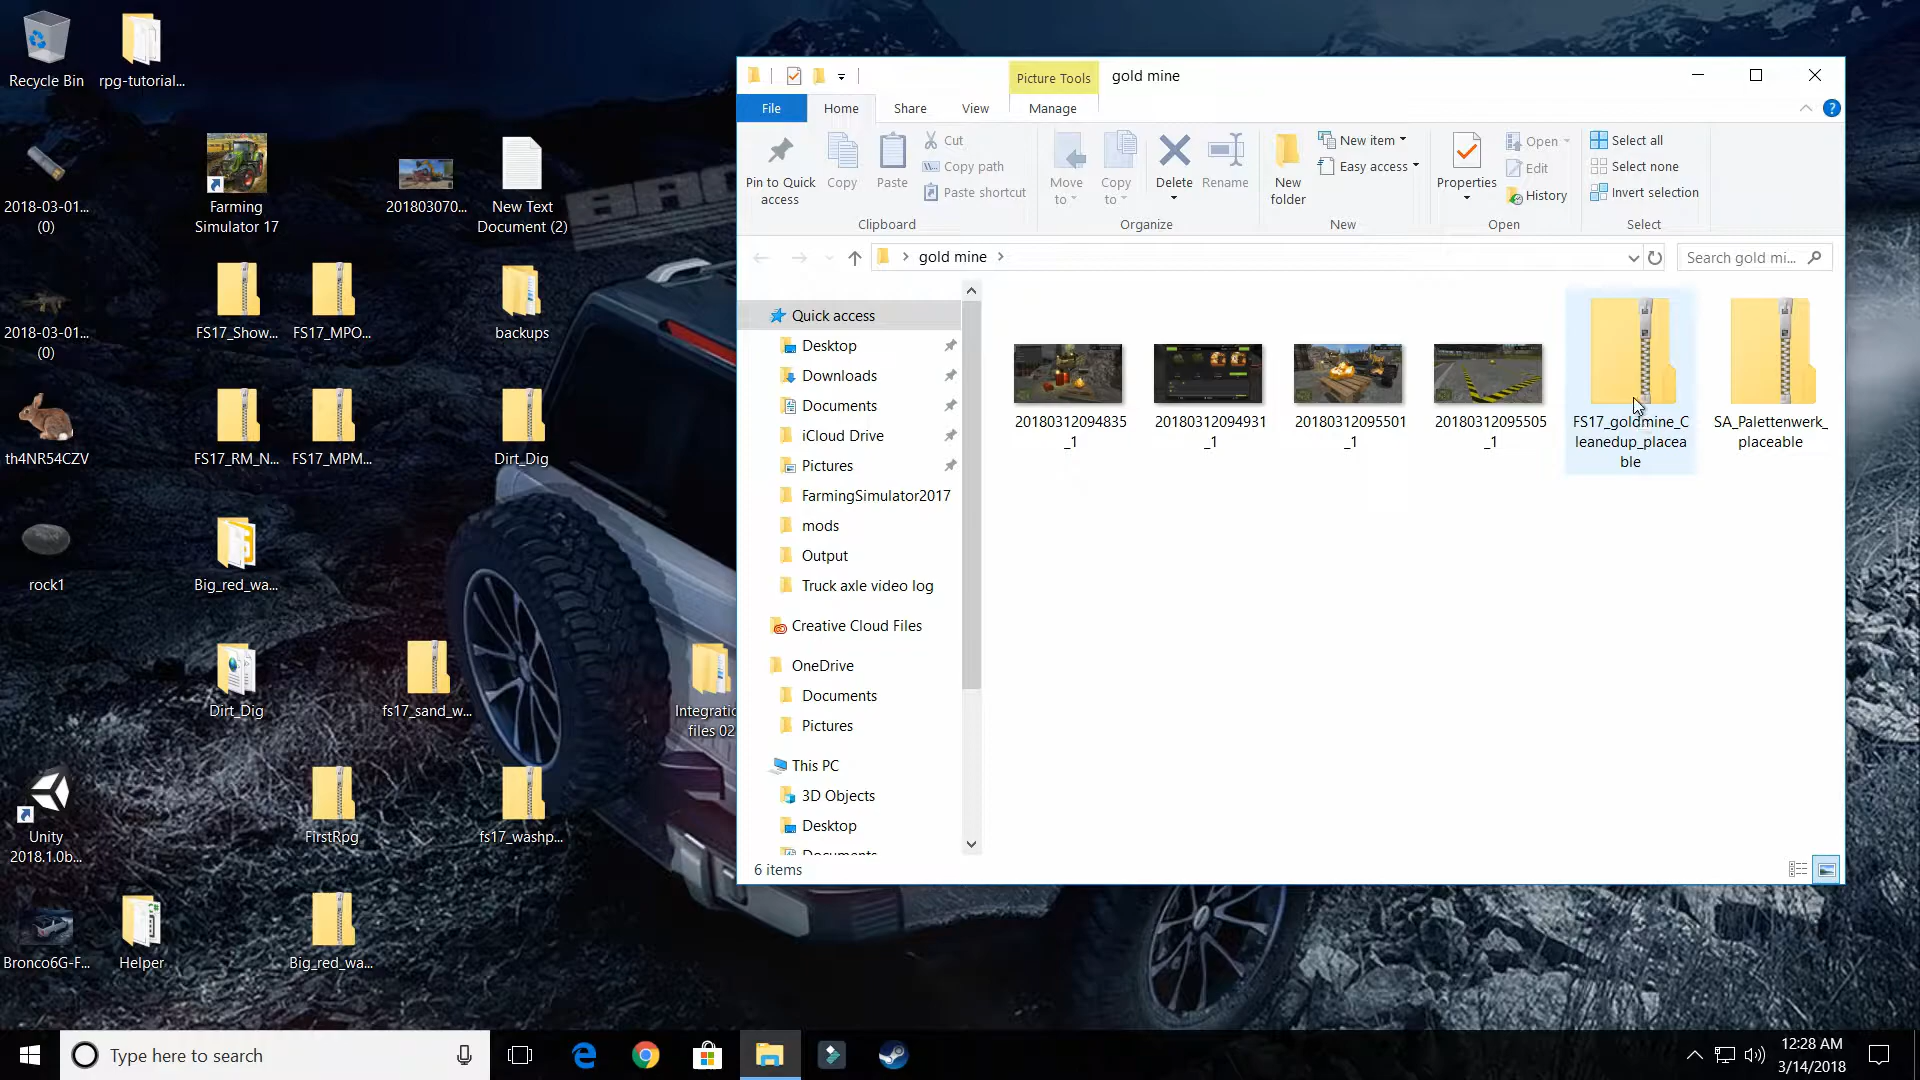 Recycle Bin
rpg-tutorial...
2018-03-01...
(0)
Farming
Simulator 17
201803070...
New Text
Document (2)
2018-03-01...
(0)
FS17_Show...
FS17_MPO...
backups
th4NR54CZV
FS17_RM_N...
FS17_MPM...
Dirt_Dig
rock1
Big_red_wa...
Dirt_Dig
fs17_sand_w...
Integratio
files 02
Unity
2018.1.0b...
FirstRpg
fs17_washp...
Bronco6G-F...
Helper
Big_red_wa...
Picture Tools
gold mine
File
Home
Share
View
Manage
Pin to Quick
access
Copy
Paste
Cut
Copy path
Paste shortcut
Clipboard
Move
to
Copy
to
Delete
Rename
Organize
New
folder
New item
Easy access
New
Properties
Open
Edit
History
Open
Select all
Select none
Invert selection
Select
gold mine
Search gold mi...
Quick access
Desktop
Downloads
Documents
iCloud Drive
Pictures
FarmingSimulator2017
mods
Output
Truck axle video log
Creative Cloud Files
OneDrive
Documents
Pictures
This PC
3D Objects
Desktop
Documents
20180312094835
_1
20180312094931
_1
20180312095501
_1
20180312095505
_1
FS17_goldmine_C
leanedup_placea
ble
SA_Palettenwerk_
placeable
6 items
Type here to search
12:28 AM
3/14/2018